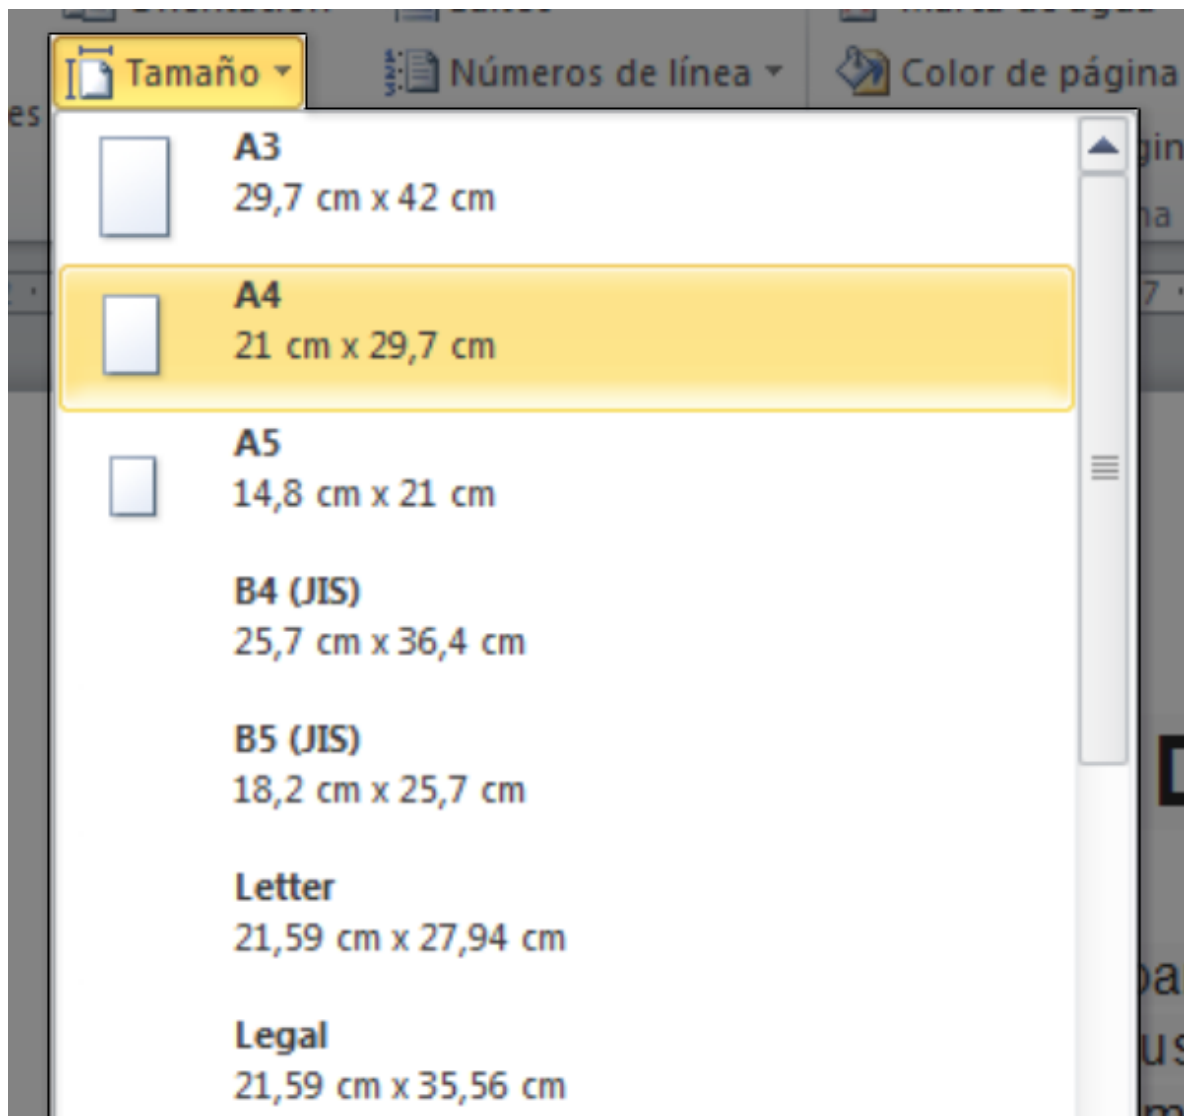 Tamaño
Números de línea
Color de página
es
A3
29,7 cm x 42 cm
A4
21 cm x 29,7 cm
7
A5
14,8 cm x 21 cm
B4 (JIS)
25,7 cm x 36,4 cm
B5 (JIS)
18,2 cm x 25,7 cm
Letter
21,59 cm x 27,94 cm
Legal
21,59 cm x 35,56 cm